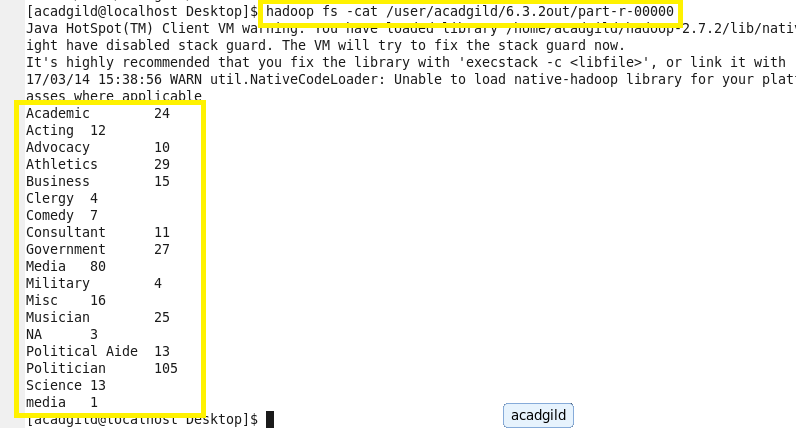 [acadgild@localhost Desktop]$ hadoop fs -cat /user/acadgild/6.3.2out/part-r-00000
Java HotSpot(TM) Client VM warning: You have loaded library /home/acadgild/hadoop-2.7.2/lib/nativ
ight have disabled stack guard. The VM will try to fix the stack guard now.
It's highly recommended that you fix the library with 'execstack -c <libfile>', or link it with
17/03/14 15:38:56 WARN util.NativeCodeLoader: Unable to load native-hadoop library for your plat
asses where applicable
Academic 24
Acting 12
Advocacy 10
Athletics 29
Business 15
Clergy 4
Comedy 7
Consultant 11
Government 27
Media 80
Military 4
Misc 16
Musician 25
NA 3
Political Aide 13
Politician 105
Science 13
media 1
[acadgild@localhost Desktop]$
acadgild